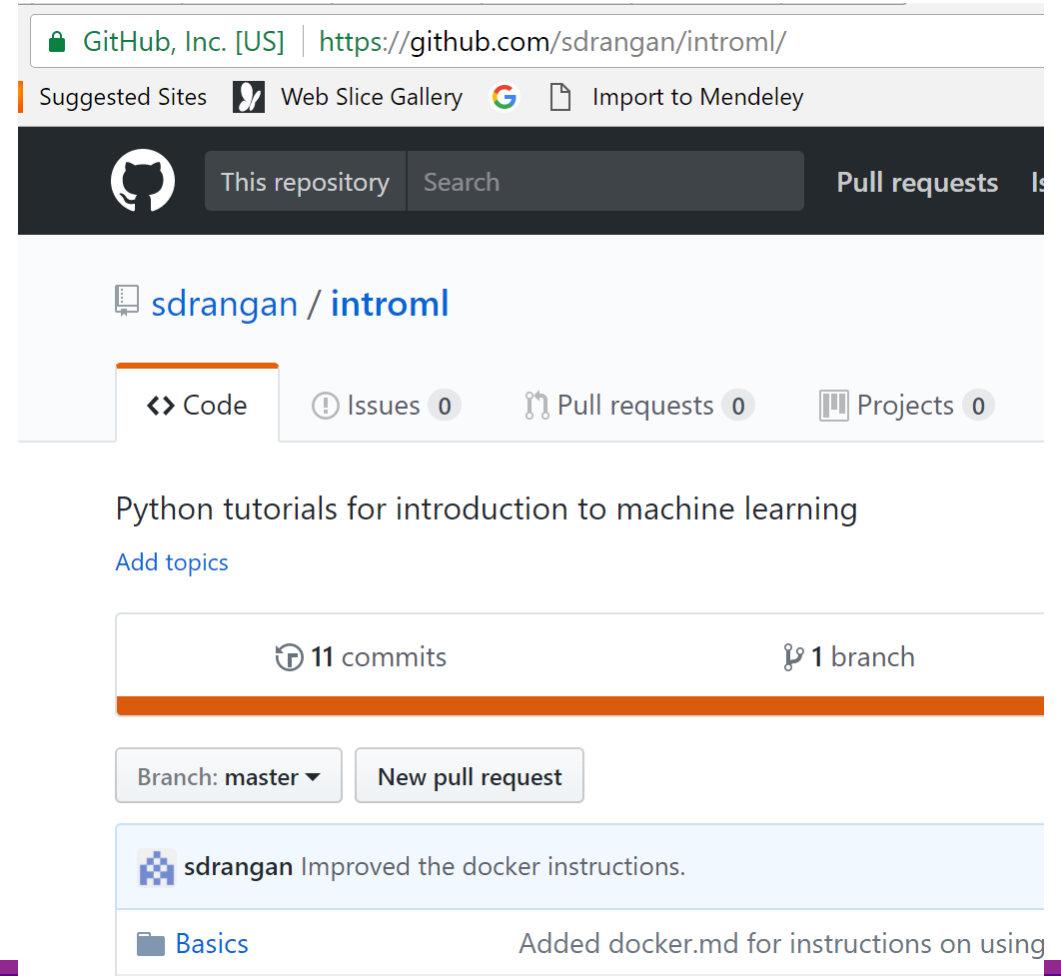 GitHub, Inc. [US] https://github.com/sdrangan/introml/
Suggested Sites Web Slice Gallery Import to Mendeley
This repository Search Pull requests
sdrangan / introml
Code Issues 0 Pull requests 0 Projects 0
Python tutorials for introduction to machine learning
Add topics
11 commits 1 branch
Branch: master New pull request
sdrangan Improved the docker instructions.
Basics Added docker.md for instructions on using